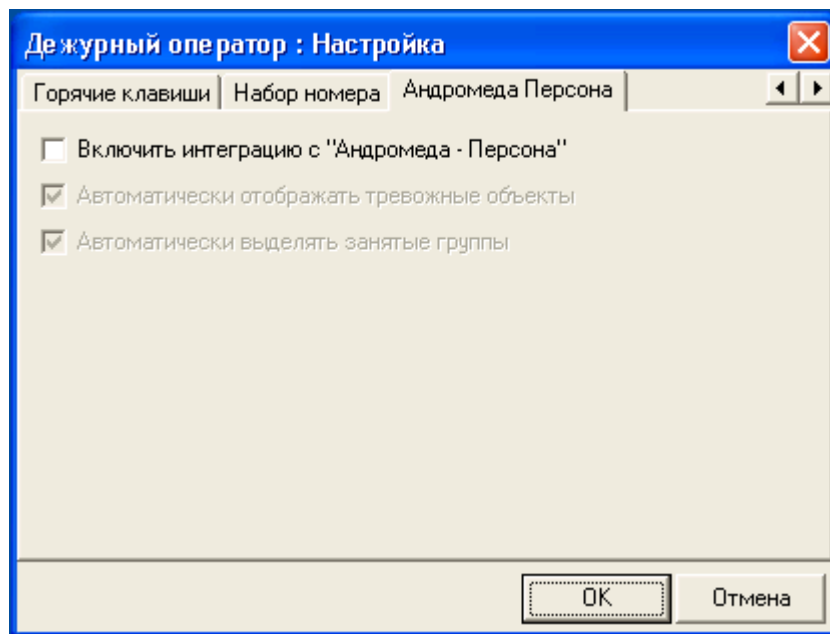 Дежурный оператор : Настройка
Горячие клавиши Набор номера Андромеда Персона
Включить интеграцию с "Андромеда - Персона"
Автоматически отображать тревожные объекты
Автоматически выделять занятые группы
OK Отмена